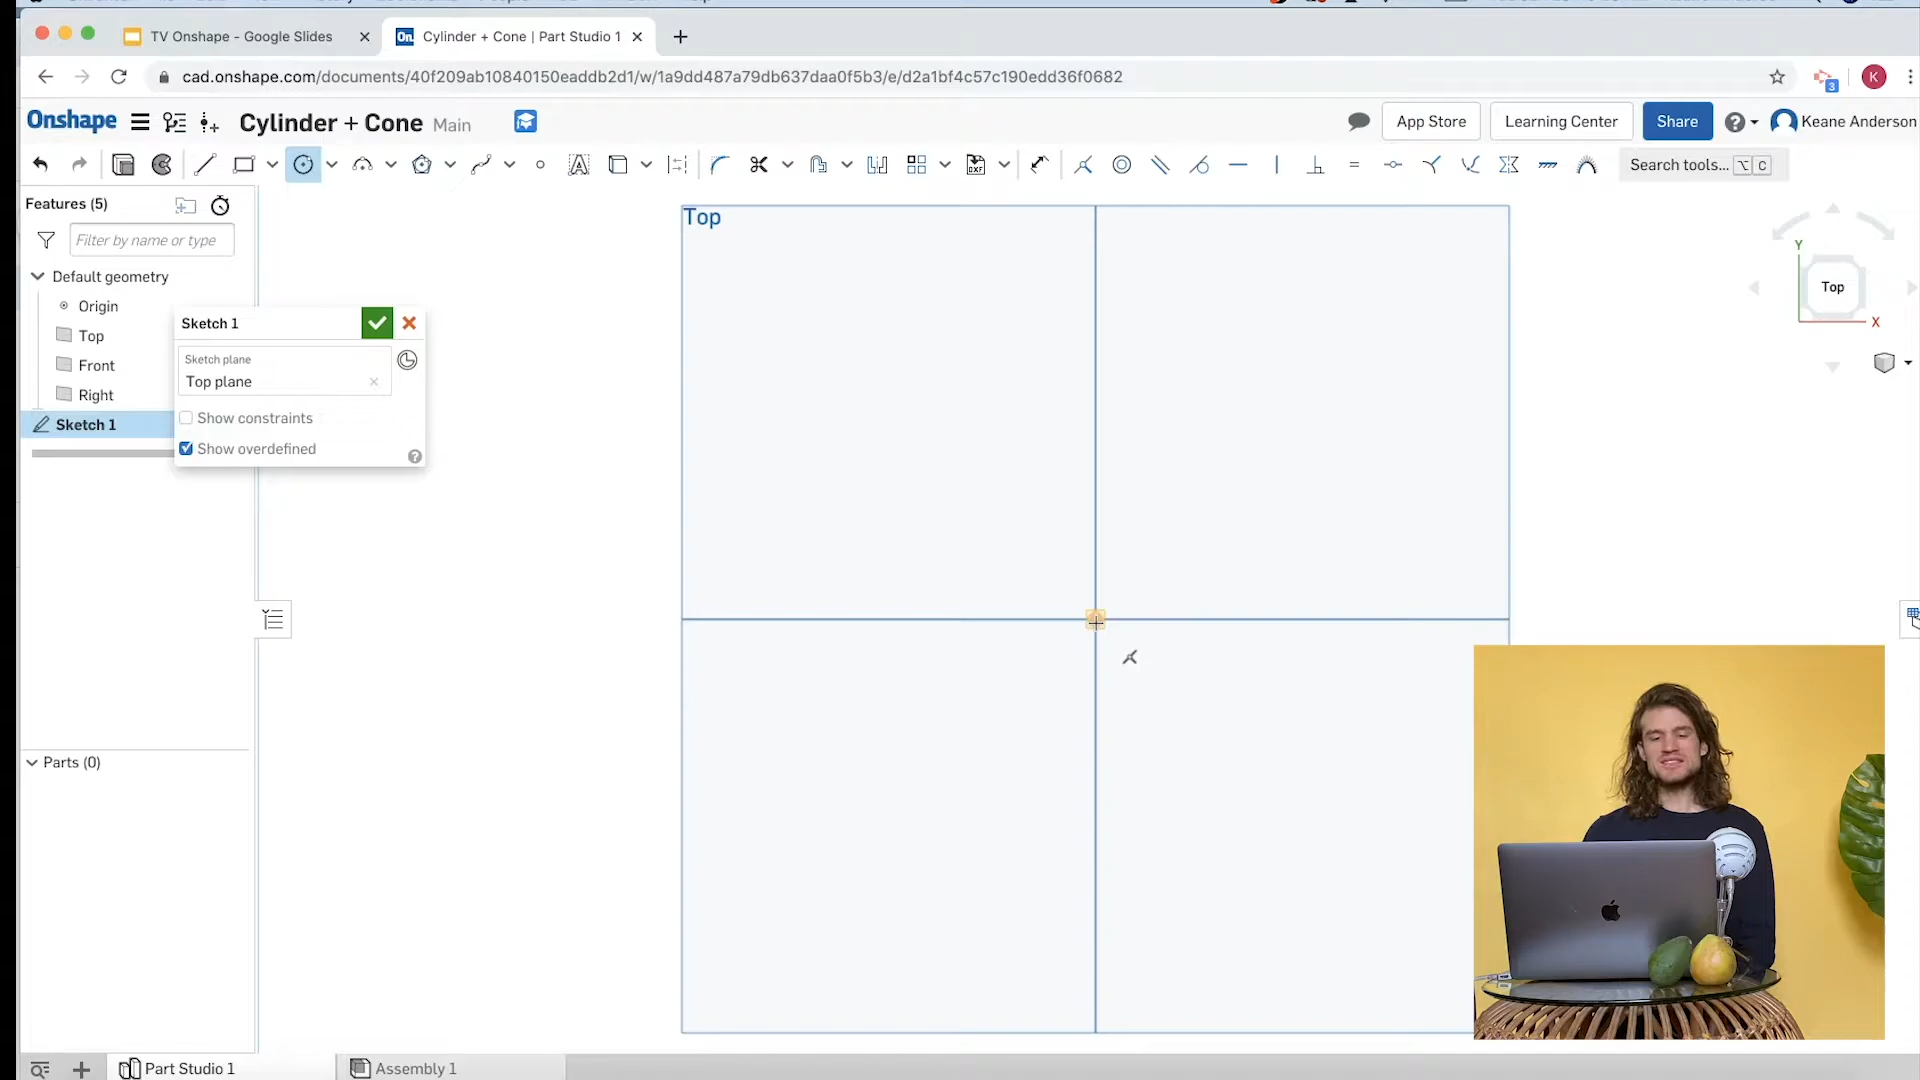 TV Onshape - Google Slides
On Cylinder + Cone | Part Studio 1
cad.onshape.com/documents/40f209ab10840150eaddb2d1/w/1a9dd487a79db637daa0f5b3/e/d2a1bf4c57c190edd36f0682
3
K
Onshape
Cylinder + Cone Main
App Store
Learning Center
Share
Keane Anderson
DXF
Search tools... ⌥ C
Features (5)
Filter by name or type
Default geometry
Origin
Top
Front
Right
Sketch 1
Sketch 1
Sketch plane
Top plane
Show constraints
Show overdefined
Top
Y
Top
X
Parts (0)
Part Studio 1
Assembly 1